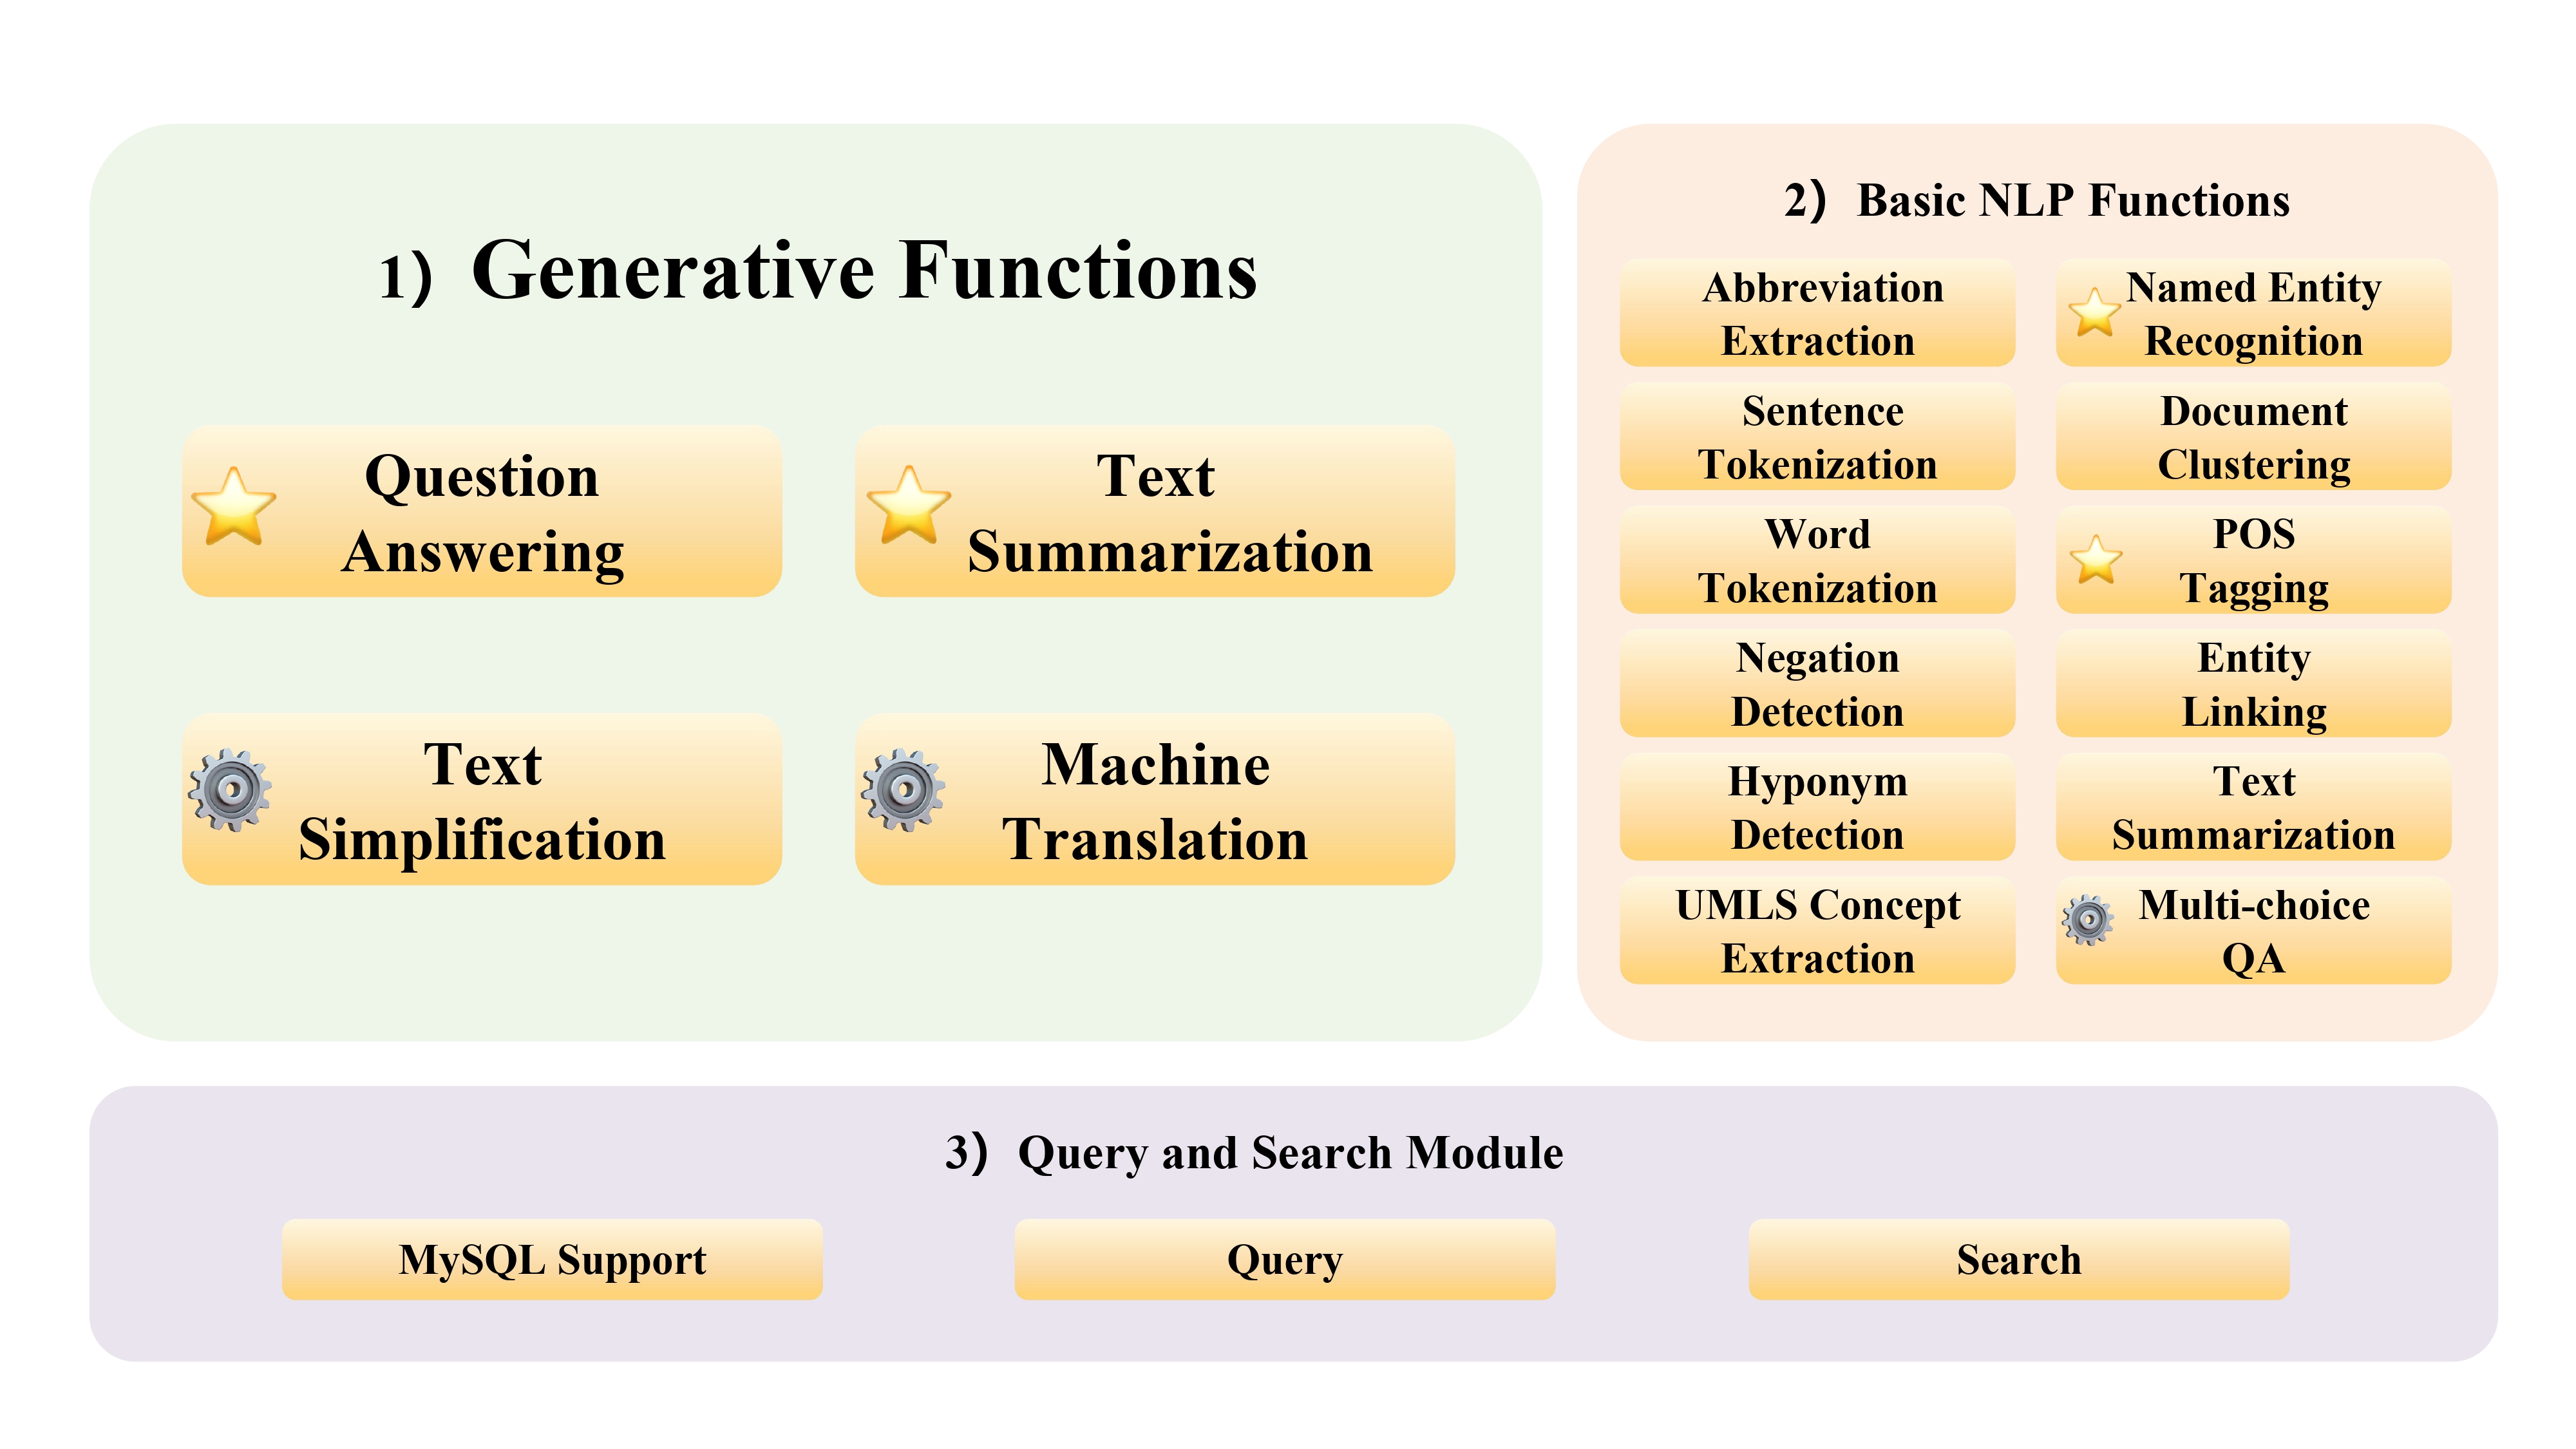 1) Generative Functions
Question
Answering
Text
Summarization
Text
Simplification
Machine
Translation
2) Basic NLP Functions
Abbreviation
Extraction
Named Entity
Recognition
Sentence
Tokenization
Document
Clustering
Word
Tokenization
POS
Tagging
Negation
Detection
Entity
Linking
Hyponym
Detection
Text
Summarization
UMLS Concept
Extraction
Multi-choice
QA
3) Query and Search Module
MySQL Support
Query
Search